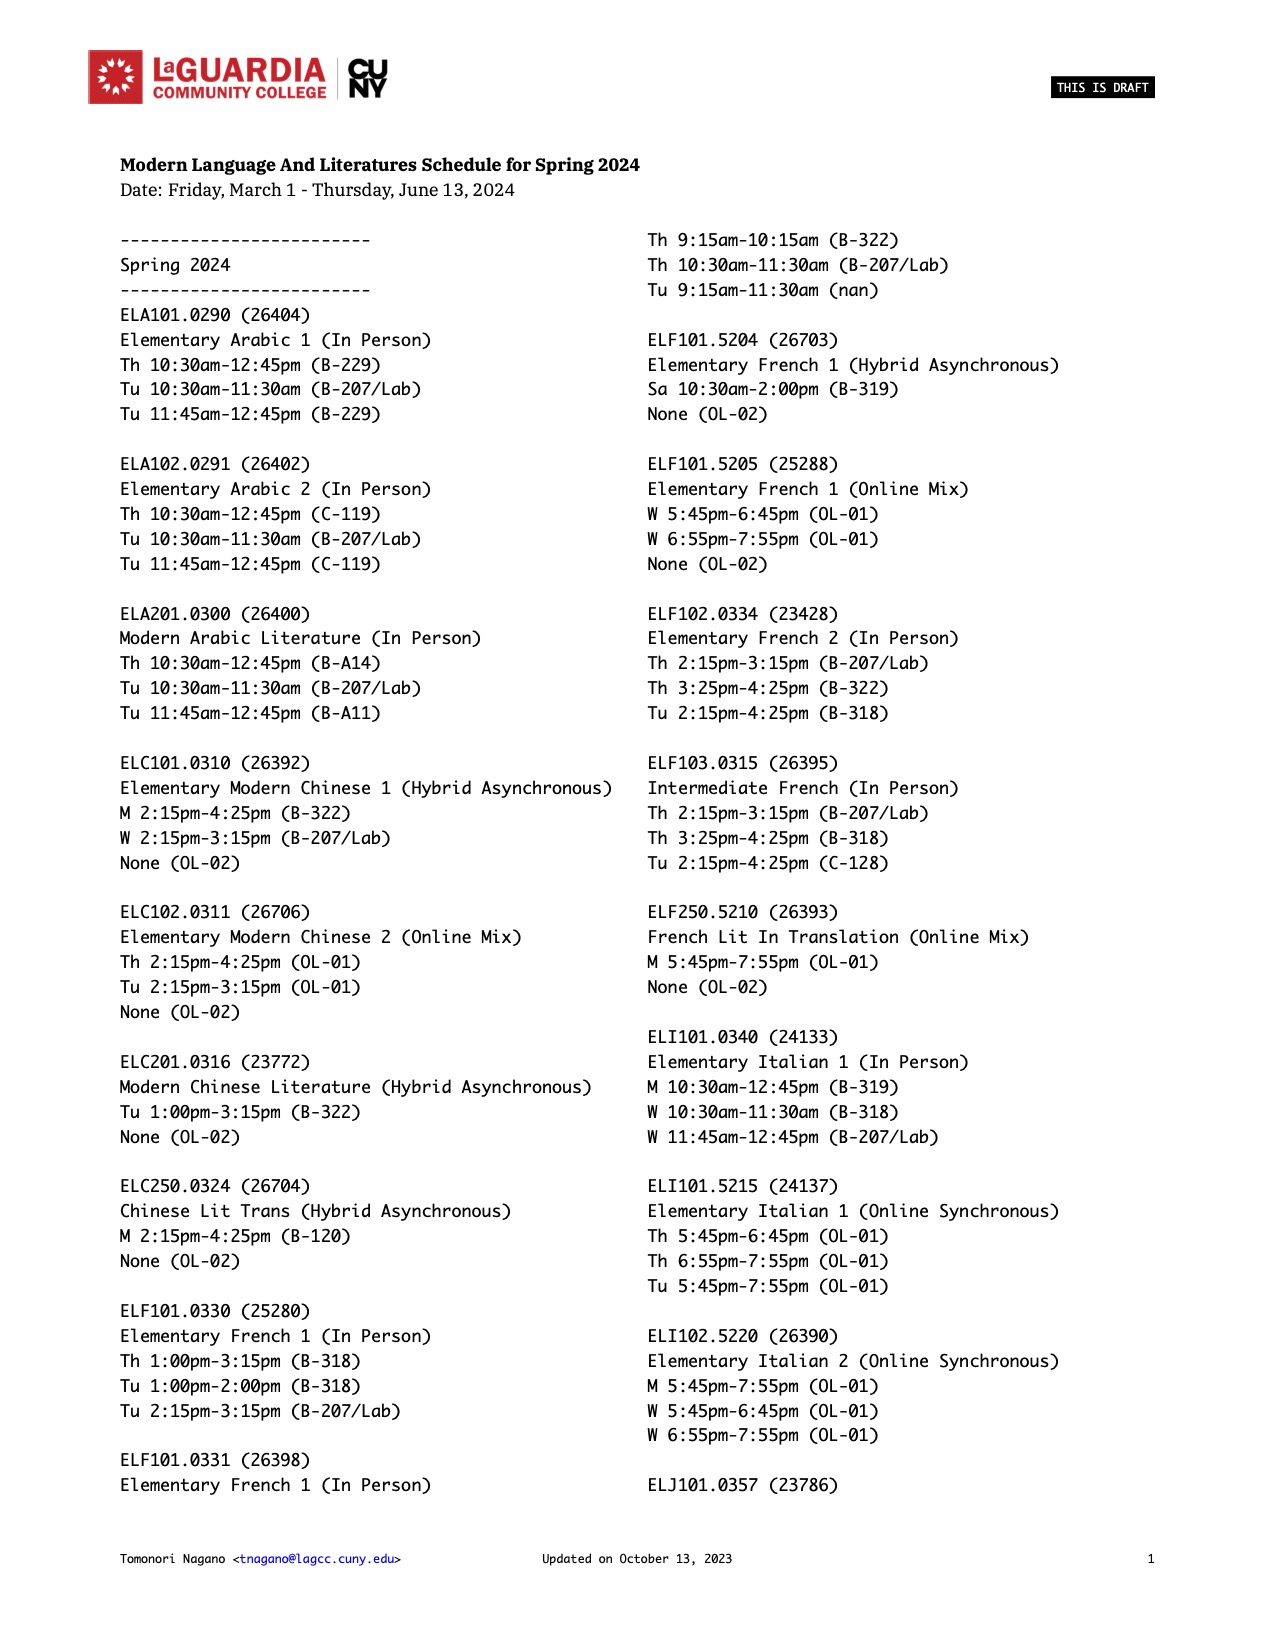 LaGUARDIA
COMMUNITY COLLEGE
CU
NY
THIS IS DRAFT
Modern Language And Literatures Schedule for Spring 2024
Date: Friday, March 1 - Thursday, June 13, 2024
-------------------------
Spring 2024
-------------------------
ELA101.0290 (26404)
Elementary Arabic 1 (In Person)
Th 10:30am-12:45pm (B-229)
Tu 10:30am-11:30am (B-207/Lab)
Tu 11:45am-12:45pm (B-229)
ELA102.0291 (26402)
Elementary Arabic 2 (In Person)
Th 10:30am-12:45pm (C-119)
Tu 10:30am-11:30am (B-207/Lab)
Tu 11:45am-12:45pm (C-119)
ELA201.0300 (26400)
Modern Arabic Literature (In Person)
Th 10:30am-12:45pm (B-A14)
Tu 10:30am-11:30am (B-207/Lab)
Tu 11:45am-12:45pm (B-A11)
ELC101.0310 (26392)
Elementary Modern Chinese 1 (Hybrid Asynchronous)
M 2:15pm-4:25pm (B-322)
W 2:15pm-3:15pm (B-207/Lab)
None (OL-02)
ELC102.0311 (26706)
Elementary Modern Chinese 2 (Online Mix)
Th 2:15pm-4:25pm (OL-01)
Tu 2:15pm-3:15pm (OL-01)
None (OL-02)
ELC201.0316 (23772)
Modern Chinese Literature (Hybrid Asynchronous)
Tu 1:00pm-3:15pm (B-322)
None (OL-02)
ELC250.0324 (26704)
Chinese Lit Trans (Hybrid Asynchronous)
M 2:15pm-4:25pm (B-120)
None (OL-02)
ELF101.0330 (25280)
Elementary French 1 (In Person)
Th 1:00pm-3:15pm (B-318)
Tu 1:00pm-2:00pm (B-318)
Tu 2:15pm-3:15pm (B-207/Lab)
ELF101.0331 (26398)
Elementary French 1 (In Person)
Th 9:15am-10:15am (B-322)
Th 10:30am-11:30am (B-207/Lab)
Tu 9:15am-11:30am (nan)
ELF101.5204 (26703)
Elementary French 1 (Hybrid Asynchronous)
Sa 10:30am-2:00pm (B-319)
None (OL-02)
ELF101.5205 (25288)
Elementary French 1 (Online Mix)
W 5:45pm-6:45pm (OL-01)
W 6:55pm-7:55pm (OL-01)
None (OL-02)
ELF102.0334 (23428)
Elementary French 2 (In Person)
Th 2:15pm-3:15pm (B-207/Lab)
Th 3:25pm-4:25pm (B-322)
Tu 2:15pm-4:25pm (B-318)
ELF103.0315 (26395)
Intermediate French (In Person)
Th 2:15pm-3:15pm (B-207/Lab)
Th 3:25pm-4:25pm (B-318)
Tu 2:15pm-4:25pm (C-128)
ELF250.5210 (26393)
French Lit In Translation (Online Mix)
M 5:45pm-7:55pm (OL-01)
None (OL-02)
ELI101.0340 (24133)
Elementary Italian 1 (In Person)
M 10:30am-12:45pm (B-319)
W 10:30am-11:30am (B-318)
W 11:45am-12:45pm (B-207/Lab)
ELI101.5215 (24137)
Elementary Italian 1 (Online Synchronous)
Th 5:45pm-6:45pm (OL-01)
Th 6:55pm-7:55pm (OL-01)
Tu 5:45pm-7:55pm (OL-01)
ELI102.5220 (26390)
Elementary Italian 2 (Online Synchronous)
M 5:45pm-7:55pm (OL-01)
W 5:45pm-6:45pm (OL-01)
W 6:55pm-7:55pm (OL-01)
ELJ101.0357 (23786)
Tomonori Nagano <tnagano@lagcc.cuny.edu>
Updated on October 13, 2023
1